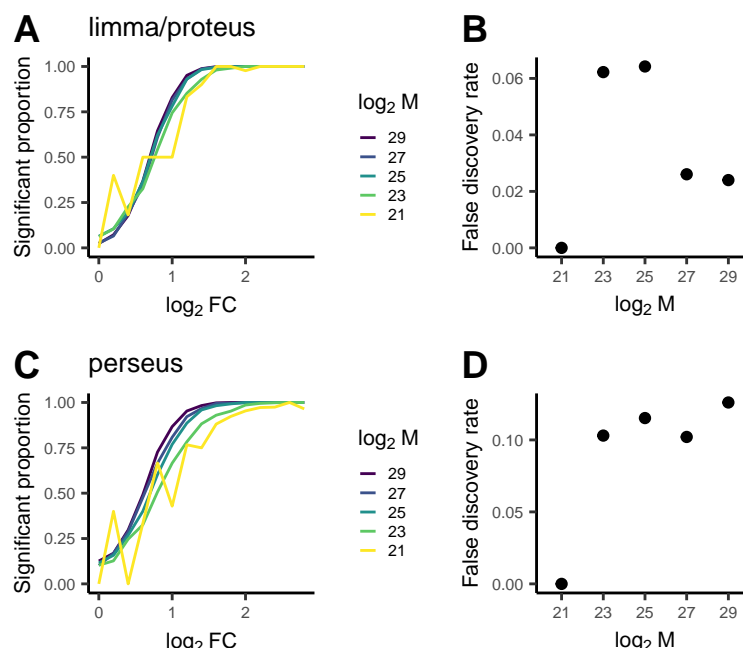 A limma/proteus
Significant proportion
1.00
0.75
0.50
0.25
0.00
0 1 2
log₂ FC
log₂ M
29
27
25
23
21
B
False discovery rate
0.06
0.04
0.02
0.00
21 23 25 27 29
log₂ M
C perseus
Significant proportion
1.00
0.75
0.50
0.25
0.00
0 1 2
log₂ FC
log₂ M
29
27
25
23
21
D
False discovery rate
0.10
0.05
0.00
21 23 25 27 29
log₂ M